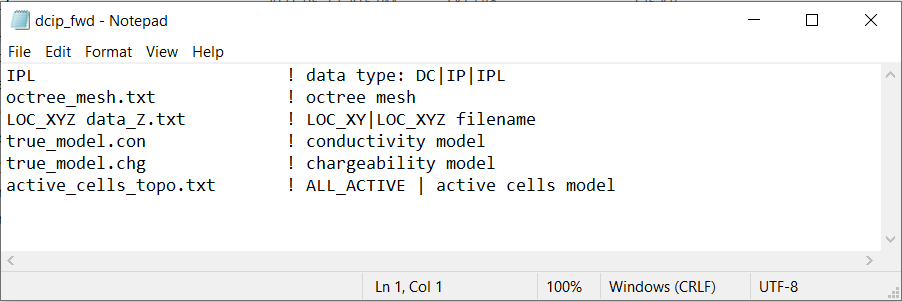 dcip_fwd - Notepad
File Edit Format View Help
IPL ! data type: DC|IP|IPL
octree_mesh.txt ! octree mesh
LOC_XYZ data_Z.txt ! LOC_XY|LOC_XYZ filename
true_model.con ! conductivity model
true_model.chg ! chargeability model
active_cells_topo.txt ! ALL_ACTIVE | active cells model
Ln 1, Col 1 100% Windows (CRLF) UTF-8